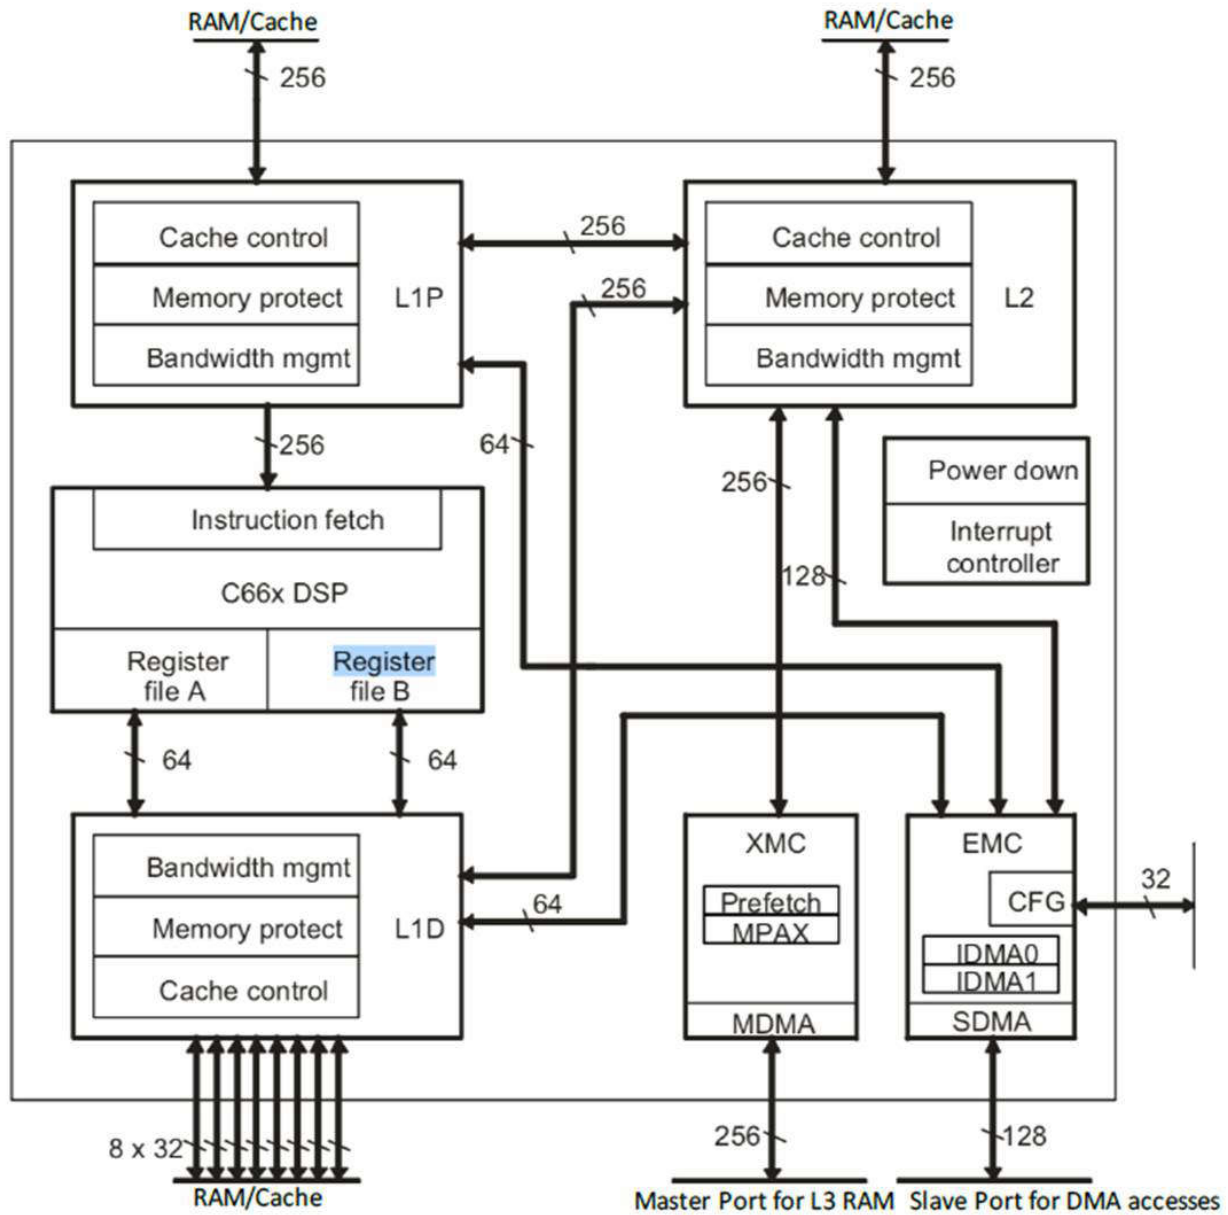 RAM/Cache
RAM/Cache
256
256
Cache control
Memory protect
Bandwidth mgmt
L1P
256
256
Cache control
Memory protect
Bandwidth mgmt
L2
256
64
256
128
Power down
Interrupt
controller
Instruction fetch
C66x DSP
Register
file A
Register
file B
64
64
Bandwidth mgmt
Memory protect
Cache control
L1D
64
XMC
Prefetch
MPAX
MDMA
EMC
CFG
IDMA0
IDMA1
SDMA
32
8 x 32
256
128
RAM/Cache
Master Port for L3 RAM
Slave Port for DMA accesses